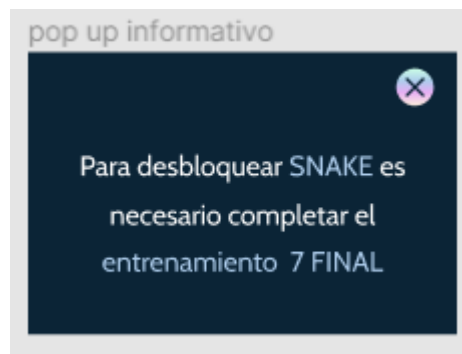 pop up informativo
Para desbloquear SNAKE es
necesario completar el
entrenamiento 7 FINAL